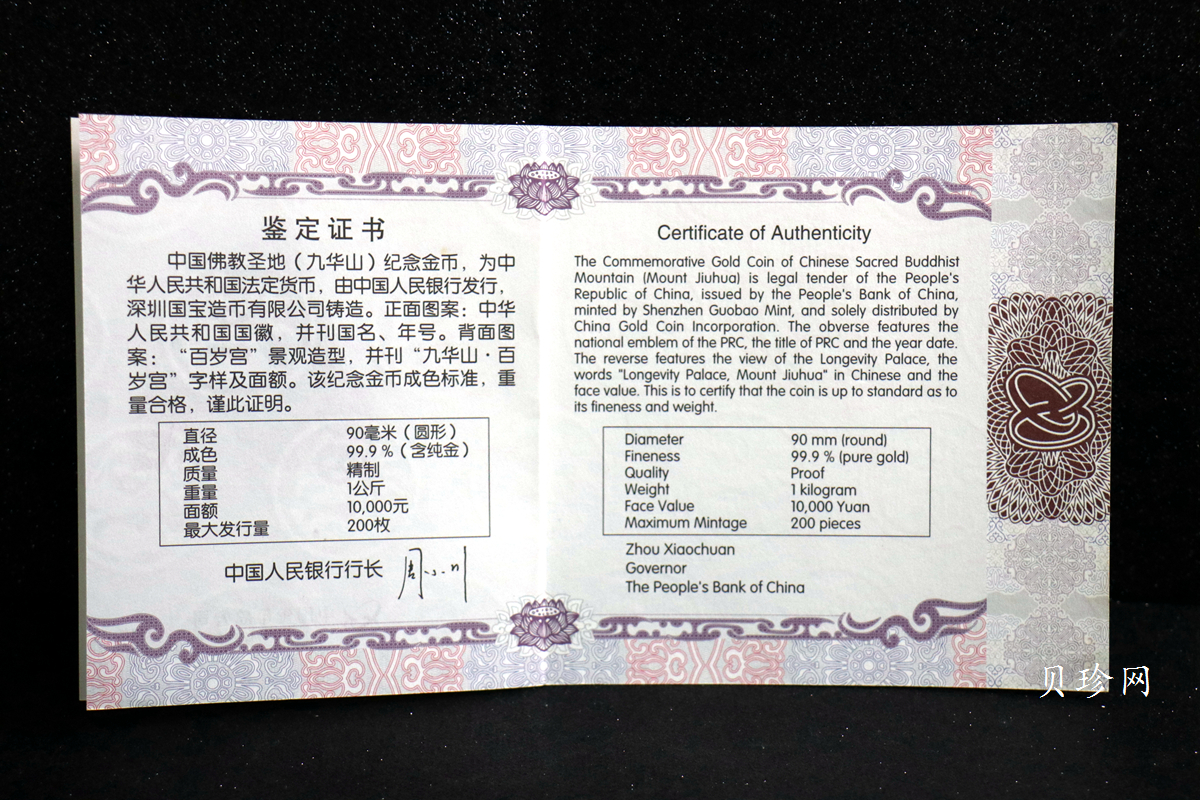 鉴定证书
中国佛教圣地（九华山）纪念金币，为中
华人民共和国法定货币，由中国人民银行发行，
深圳国宝造币有限公司铸造。正面图案：中华
人民共和国国徽，并刊国名、年号。背面图
案：“百岁宫”景观造型，并刊“九华山·百
岁宫”字样及面额。该纪念金币成色标准，重
量合格，谨此证明。
直径 90毫米（圆形）
成色 99.9％（含纯金）
质量 精制
重量 1公斤
面额 10,000元
最大发行量 200枚
中国人民银行行长 周小川
Certificate of Authenticity
The Commemorative Gold Coin of Chinese Sacred Buddhist
Mountain (Mount Jiuhua) is legal tender of the People's
Republic of China, issued by the People's Bank of China,
minted by Shenzhen Guobao Mint, and solely distributed by
China Gold Coin Incorporation. The obverse features the
national emblem of the PRC, the title of PRC and the year date.
The reverse features the view of the Longevity Palace, the
words "Longevity Palace, Mount Jiuhua" in Chinese and the
face value. This is to certify that the coin is up to standard as to
its fineness and weight.
Diameter 90 mm (round)
Fineness 99.9 % (pure gold)
Quality Proof
Weight 1 kilogram
Face Value 10,000 Yuan
Maximum Mintage 200 pieces
Zhou Xiaochuan
Governor
The People's Bank of China
贝珍网